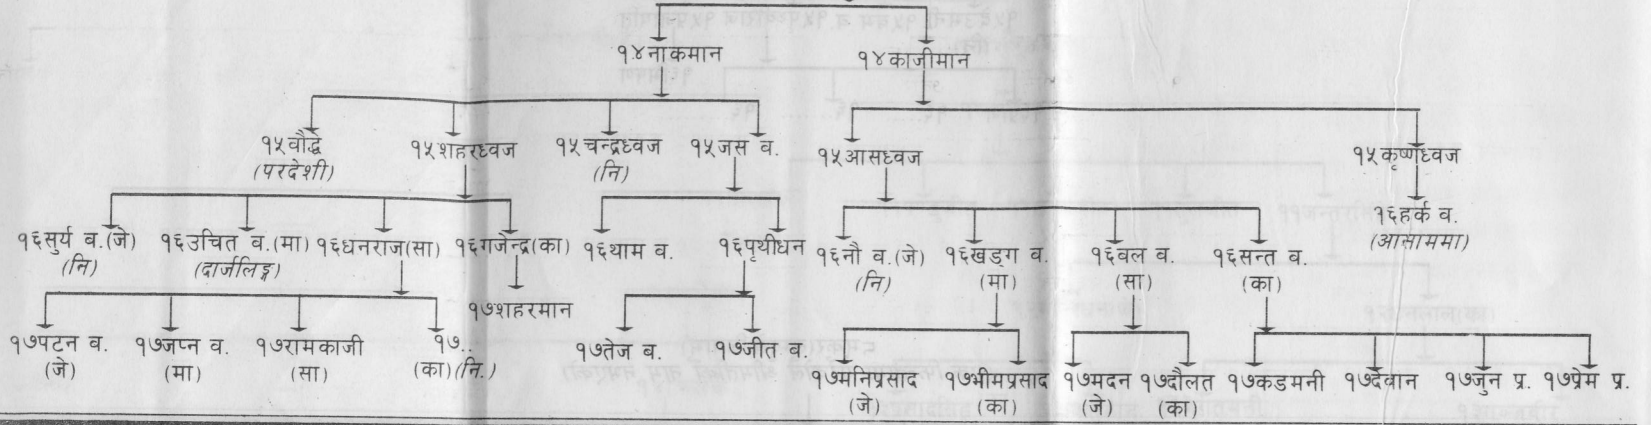 १४नाकमान १४काजीमान
१५वौद्धे १५शहरध्वज १५चन्द्रध्वज १५जस व. १५आसध्वज १५कृष्णध्वज
(परदेशी) (नि)
१६सुर्य ब.(जे) १६उचित व.(मा) १६धनराज(सा) १६गजेन्द्र(का) १६थाम व. १६पृथीधन १६नौ व.(जे) १६खड्ग व. १६वल ब. १६सन्त व. १६हर्क व.
(नि) (दार्जलिङ्ग) (नि) (मा) (सा) (का) (आसाममा)
१७शहरमान
१७पटन व. १७जप्न व. १७रामकाजी १७.. १७तेज ब. १७जीत ब.
(जे) (मा) (सा) (का)(नि.)
१७मनिप्रसाद १७भीमप्रसाद १७मदन १७दौलत १७कडमनी १७देवान १७जुन प्र. १७प्रेम प्र.
(जे) (का) (जे) (का)